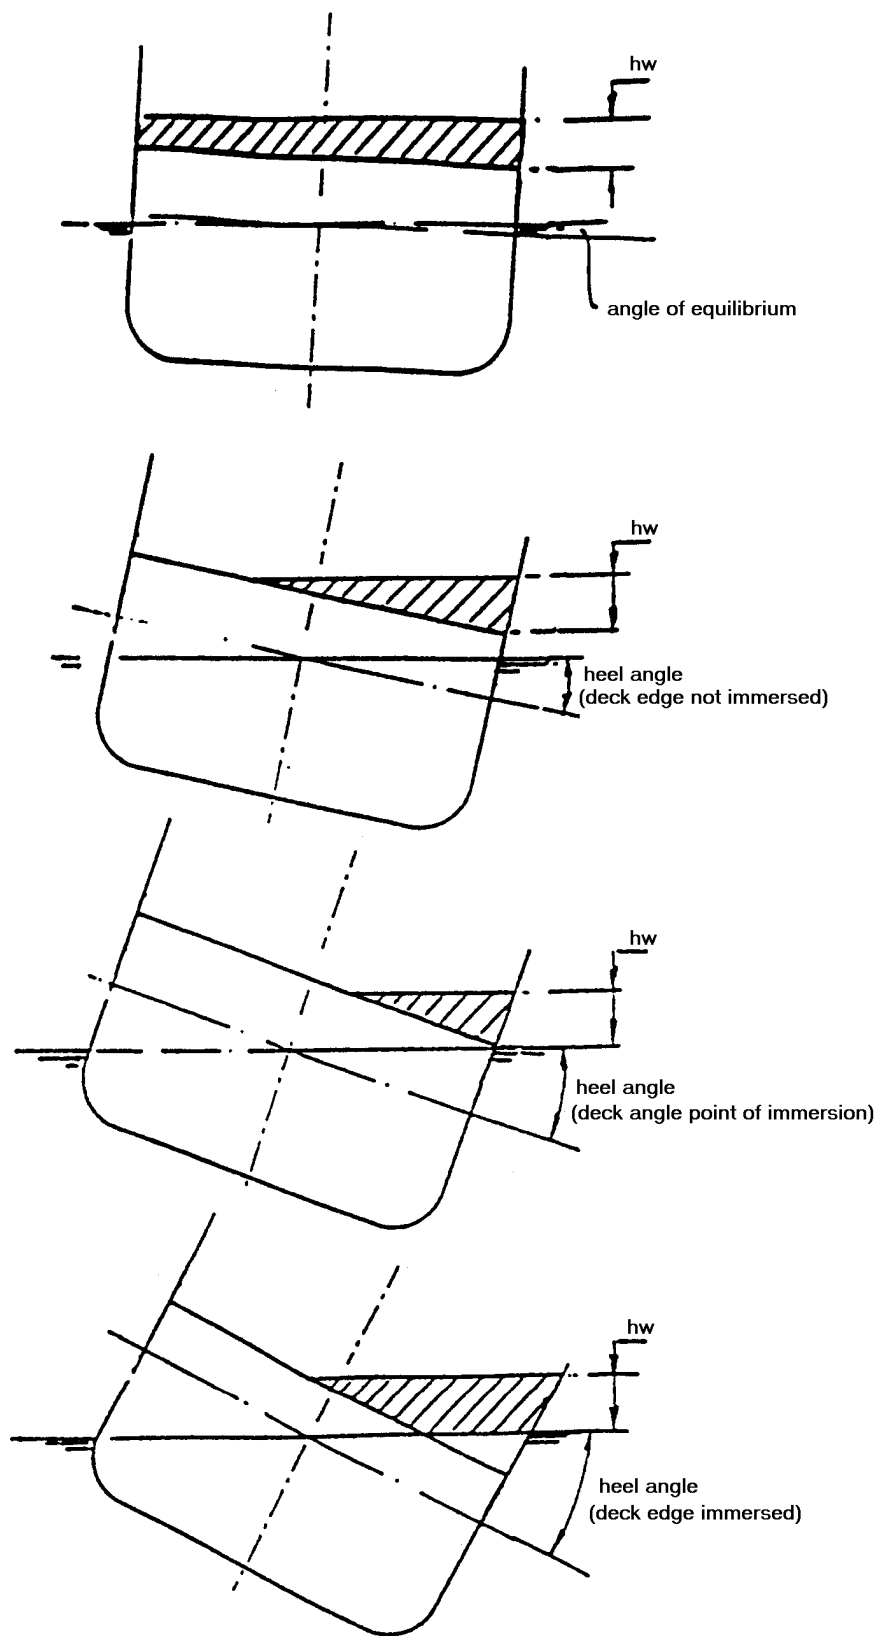 hw
angle of equilibrium
hw
heel angle
(deck edge not immersed)
hw
heel angle
(deck angle point of immersion)
hw
heel angle
(deck edge immersed)